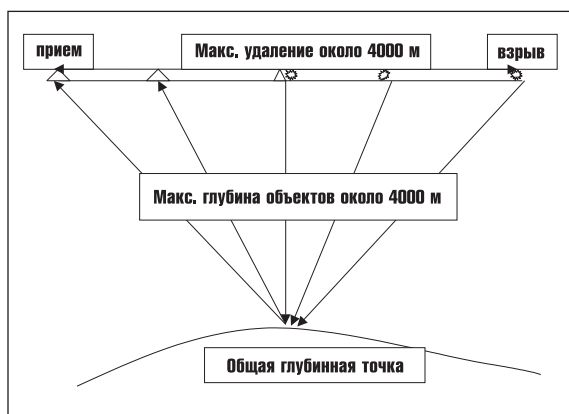 прием
Макс. удаление около 4000 м
взрыв
Макс. глубина объектов около 4000 м
Общая глубинная точка